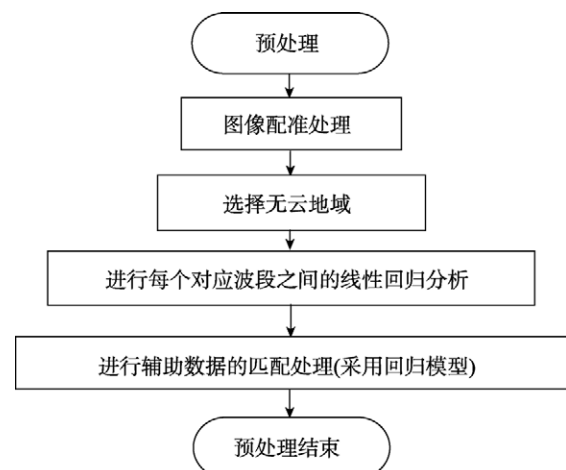 预处理
图像配准处理
选择无云地域
进行每个对应波段之间的线性回归分析
进行辅助数据的匹配处理(采用回归模型)
预处理结束